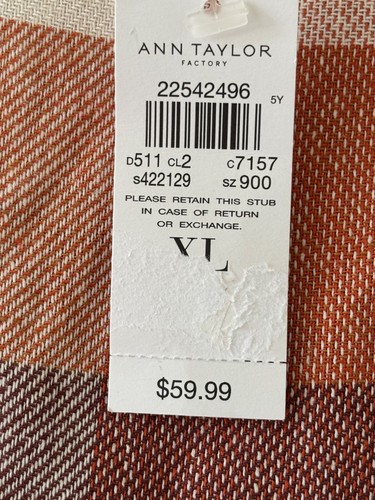 ANN TAYLOR
FACTORY
22542496
5Y
D511 CL2 C7157
S422129 SZ 900
PLEASE RETAIN THIS STUB
IN CASE OF RETURN
OR EXCHANGE.
XL
$59.99